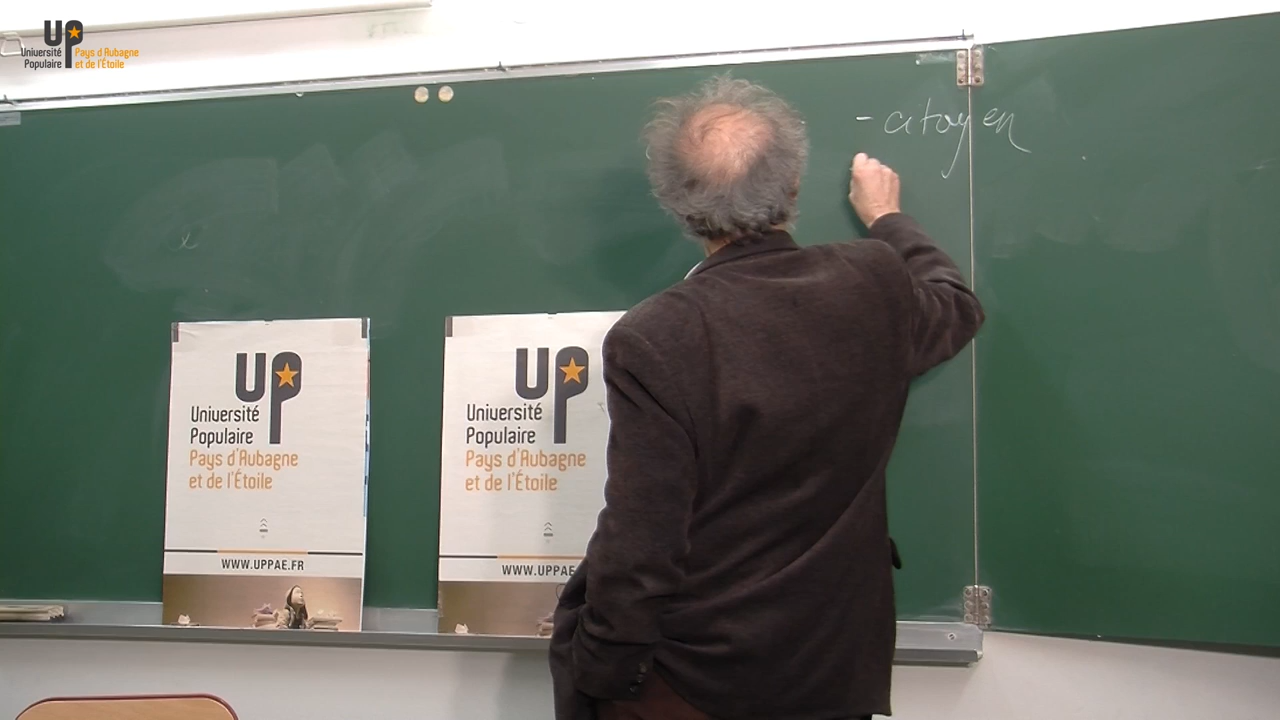 UP
Université
Populaire
Pays d'Aubagne
et de l'Étoile
- citoyen
UP
Université
Populaire
Pays d'Aubagne
et de l'Étoile
WWW.UPPAE.FR
UP
Université
Populaire
Pays d'Aubagne
et de l'Étoile
WWW.UPPAE